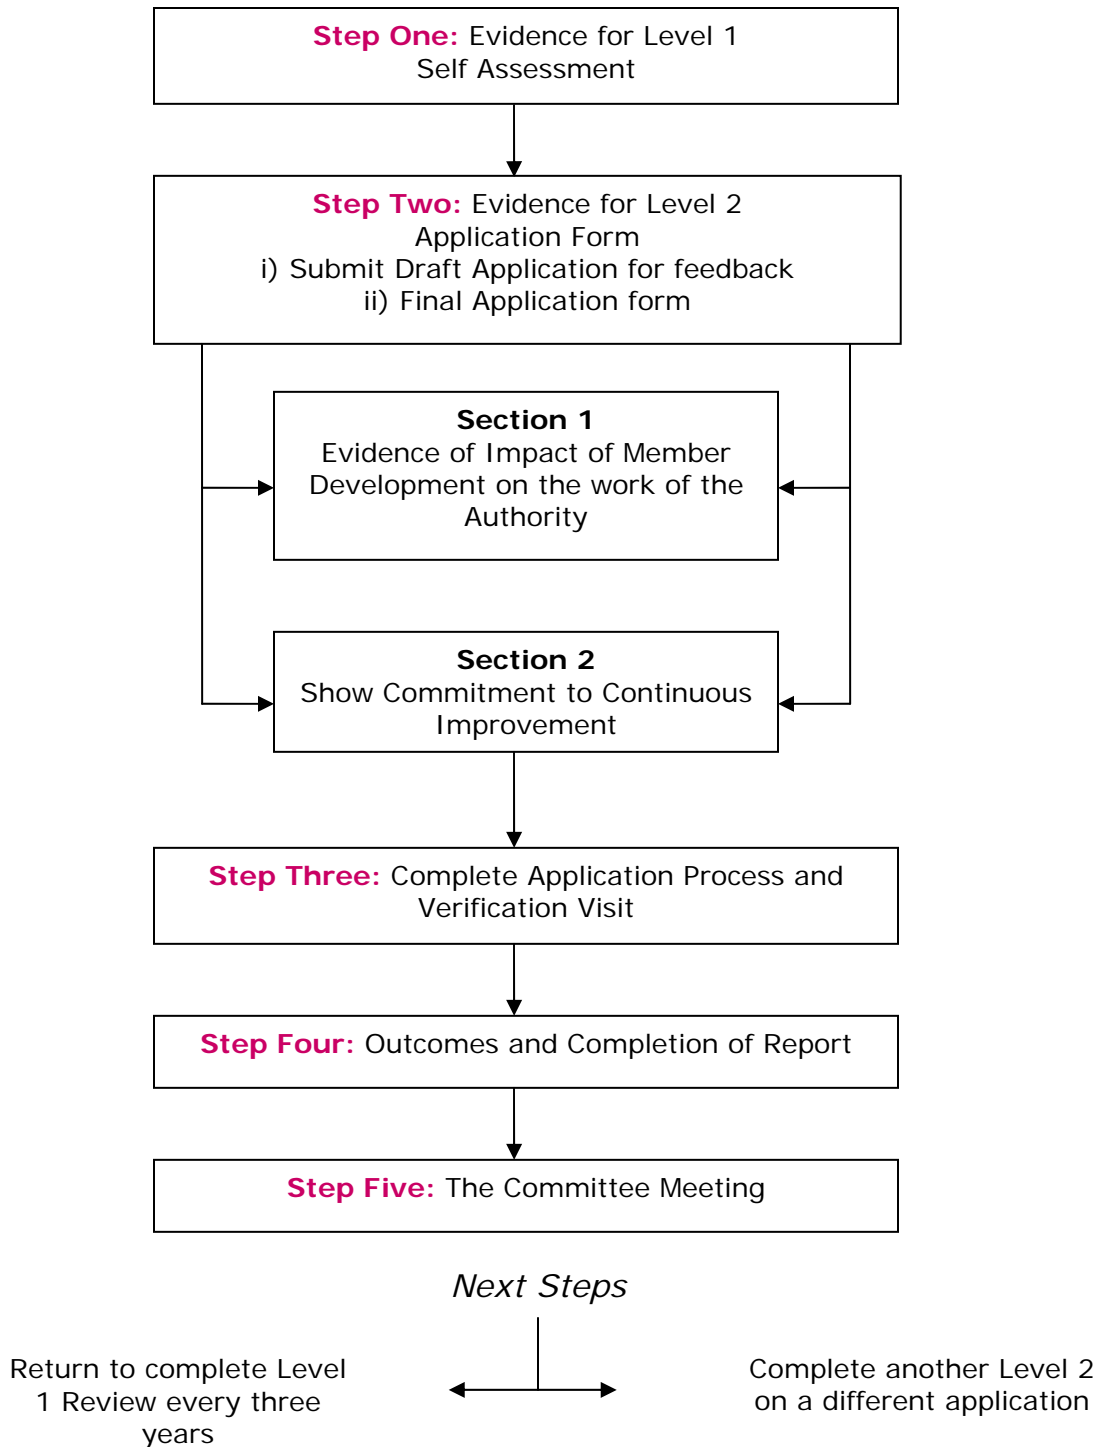 Step One: Evidence for Level 1
Self Assessment
Step Two: Evidence for Level 2
Application Form
i) Submit Draft Application for feedback
ii) Final Application form
Section 1
Evidence of Impact of Member
Development on the work of the
Authority
Section 2
Show Commitment to Continuous
Improvement
Step Three: Complete Application Process and
Verification Visit
Step Four: Outcomes and Completion of Report
Step Five: The Committee Meeting
Next Steps
Return to complete Level
1 Review every three
years
Complete another Level 2
on a different application